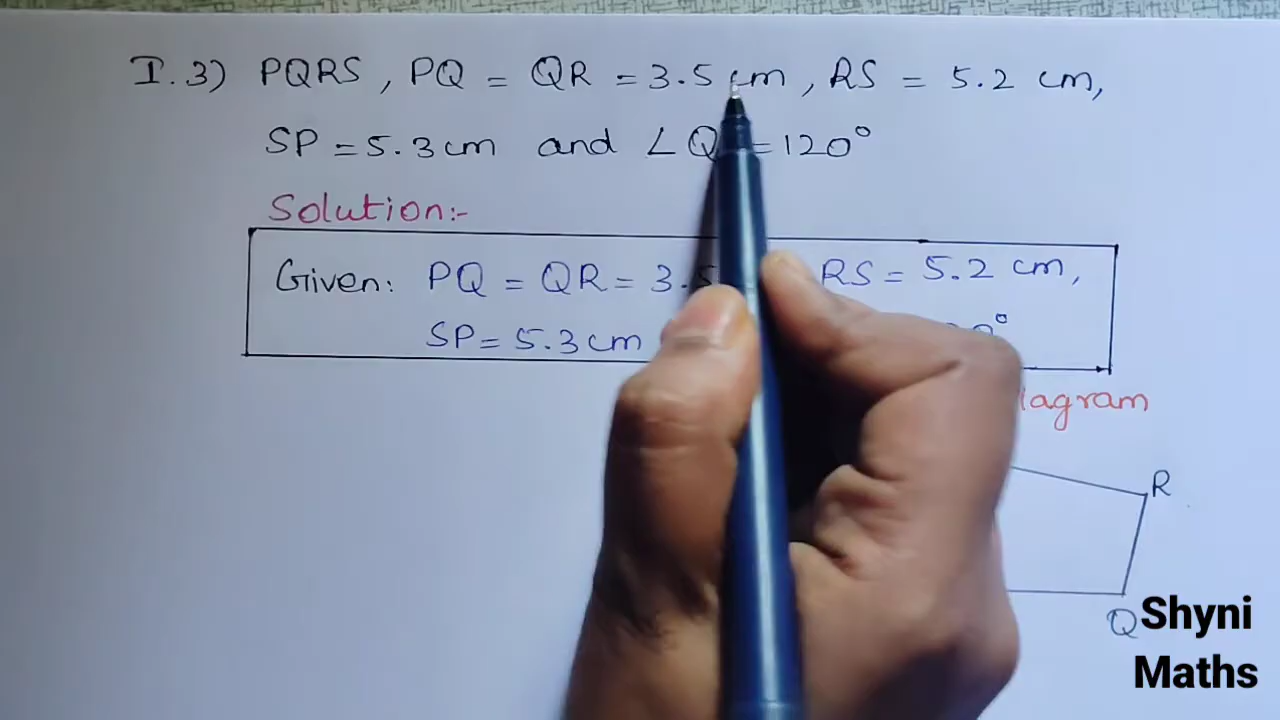 I.3) PQRS, PQ = QR = 3.5 cm, RS = 5.2 cm,
SP = 5.3 cm and ∠Q = 120°
Solution:-
Given: PQ = QR = 3.5 RS = 5.2 cm,
SP = 5.3 cm
R
Q
Shyni
Maths